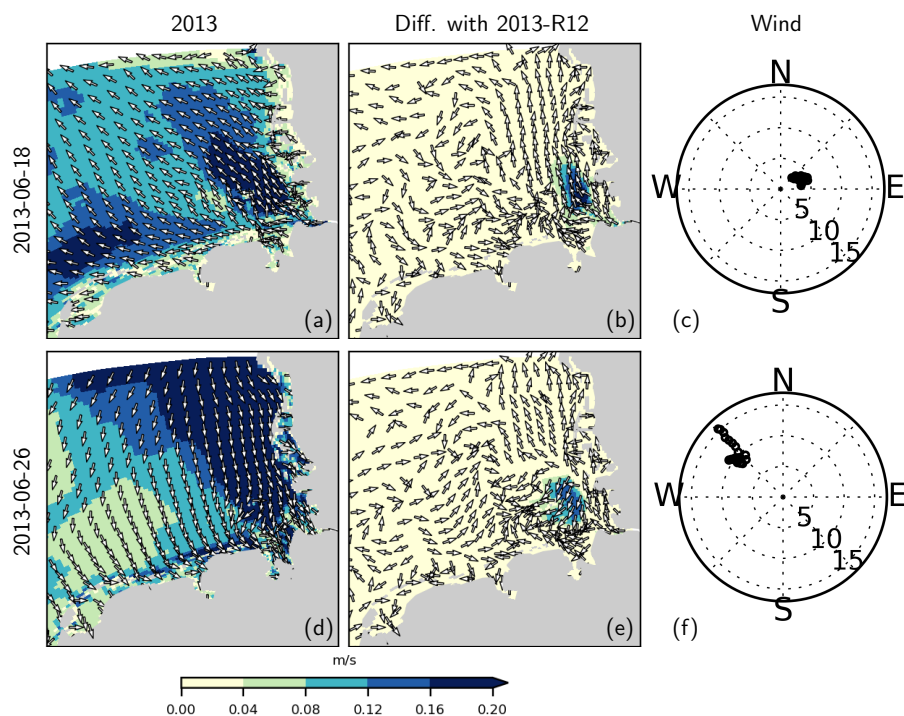 2013 Diff. with 2013-R12 Wind
2013-06-18
(a) (b) (c)
N
W E
S
5
10
15
2013-06-26
(d) (e) (f)
N
W E
S
5
10
15
m/s
0.00 0.04 0.08 0.12 0.16 0.20